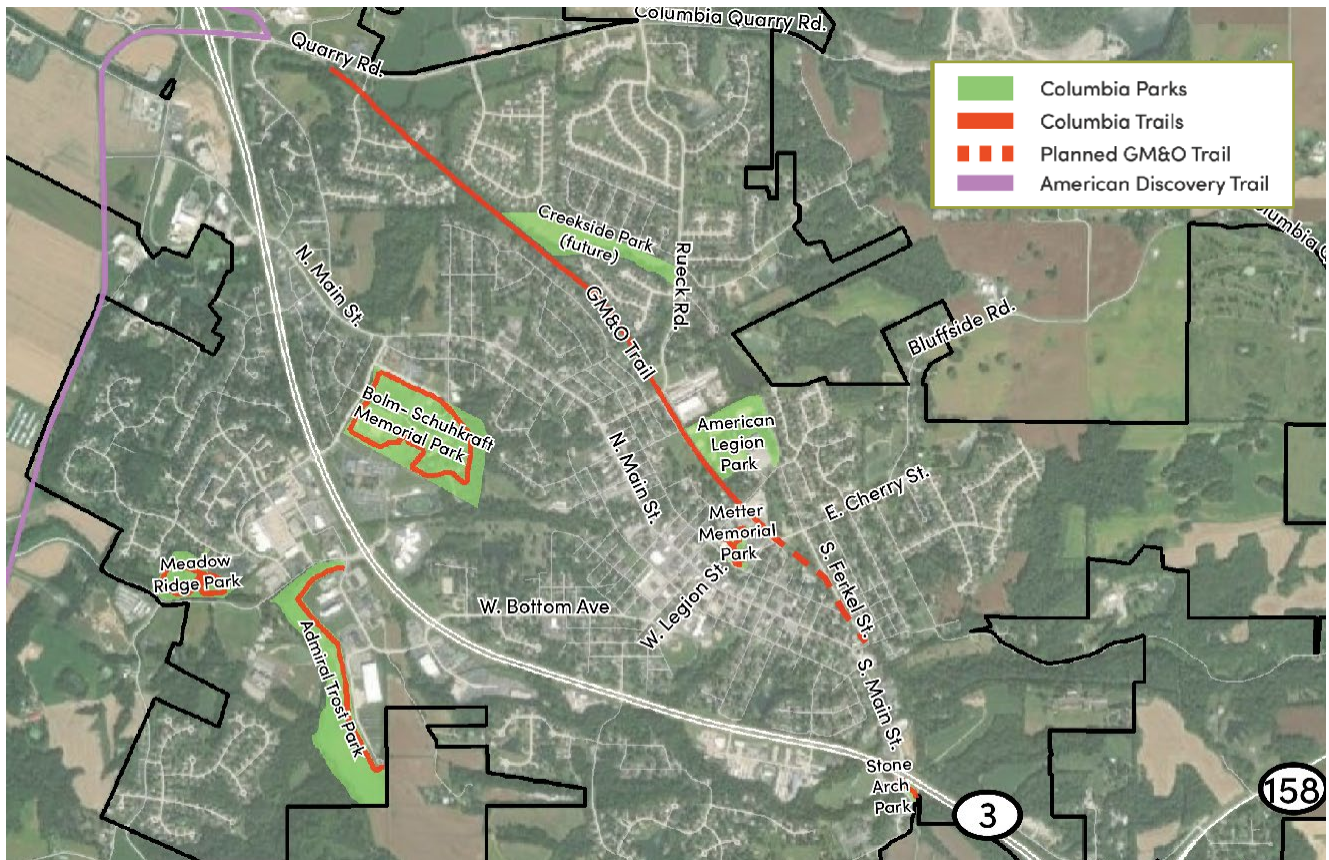 Columbia Quarry Rd.
Quarry Rd.
Columbia Parks
Columbia Trails
Planned GM&O Trail
American Discovery Trail
Creekside Park
(future)
Rueck Rd.
N. Main St.
GM&O Trail
Bluffside Rd.
Bolm- Schuhkraft
Memorial Park
American
Legion
Park
N. Main St.
E. Cherry St.
Metter
Memorial
Park
Meadow
Ridge Park
S. Ferkel St.
W. Legion St.
W. Bottom Ave
Admiral Trost Park
S. Main St.
Stone
Arch
Park
3
158